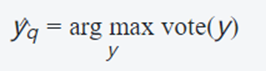 ŷq = arg max vote(y)
y